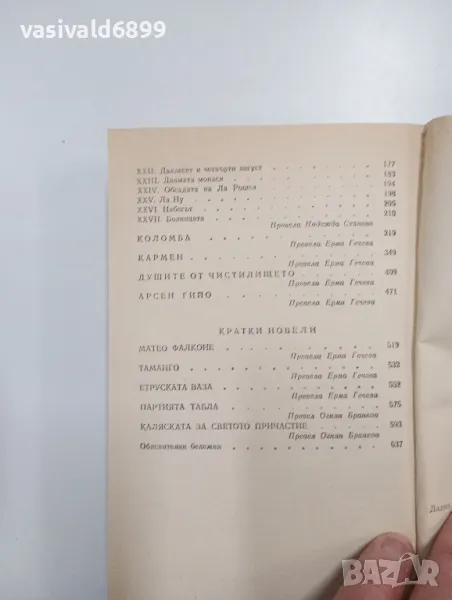 vasivald6899
XXII. Двадесет и четвърти август 177
XXIII. Двамата монаси 183
XXIV. Обсадата на Ла Рошел 194
XXV. Ла Ну 198
XXVI. Набегът 205
XXVII. Болницата 210
Превела Надежда Станева
КОЛОМБА 219
Превела Ерма Гечева
КАРМЕН 349
Превела Ерма Гечева
ДУШИТЕ ОТ ЧИСТИЛИЩЕТО 409
Превела Ерма Гечева
АРСЕН ГИЙО 471
Превела Ерма Гечева
КРАТКИ НОВЕЛИ
МАТЕО ФАЛКОНЕ 519
Превела Ерма Гечева
ТАМАНГО 532
Превела Ерма Гечева
ЕТРУСКАТА ВАЗА 552
Превела Ерма Гечева
ПАРТИЯТА ТАБЛА 575
Превел Огнян Бранков
КАЛЯСКАТА ЗА СВЕТОТО ПРИЧАСТИЕ 593
Превел Огнян Бранков
Обяснителни бележки 637
BAZAR